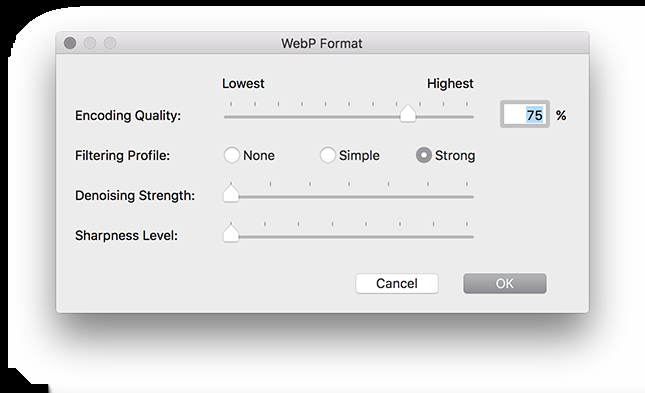 WebP Format
Lowest Highest
Encoding Quality: 75 %
Filtering Profile: None Simple Strong
Denoising Strength:
Sharpness Level:
Cancel OK